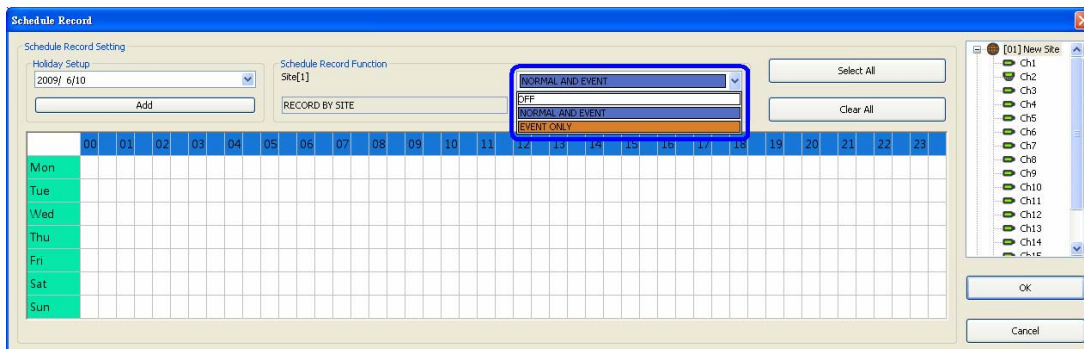 Schedule Record
Schedule Record Setting
Holiday Setup
2009/ 6/10
Add
Schedule Record Function
Site[1]
RECORD BY SITE
NORMAL AND EVENT
OFF
NORMAL AND EVENT
EVENT ONLY
Select All
Clear All
00 01 02 03 04 05 06 07 08 09 10 11 12 13 14 15 16 17 18 19 20 21 22 23
Mon
Tue
Wed
Thu
Fri
Sat
Sun
[01] New Site
Ch1
Ch2
Ch3
Ch4
Ch5
Ch6
Ch7
Ch8
Ch9
Ch10
Ch11
Ch12
Ch13
Ch14
Ch15
OK
Cancel